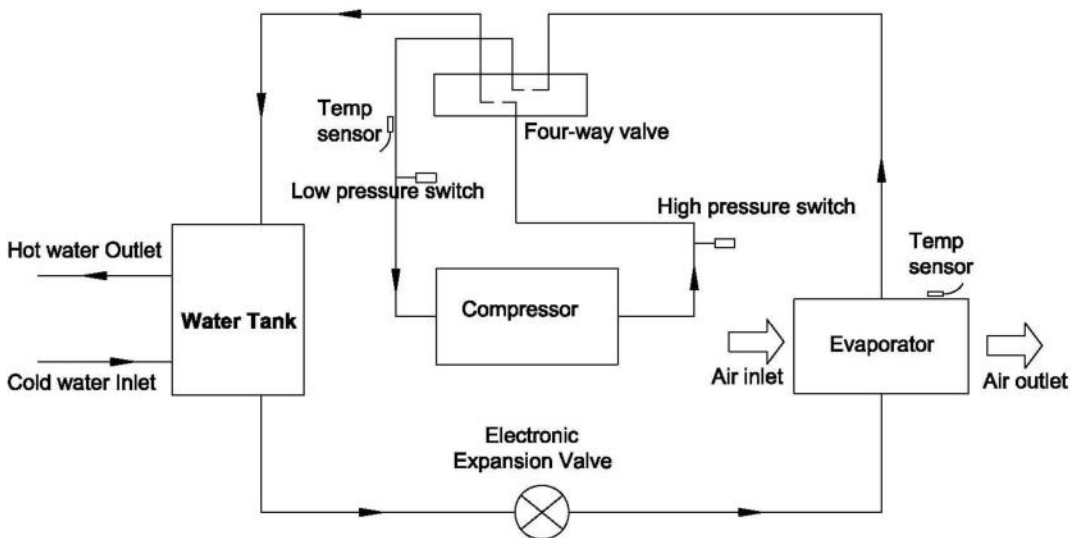 Temp
sensor
Four-way valve
Low pressure switch
High pressure switch
Hot water Outlet
Temp
sensor
Water Tank
Compressor
Evaporator
Cold water Inlet
Air inlet
Air outlet
Electronic
Expansion Valve